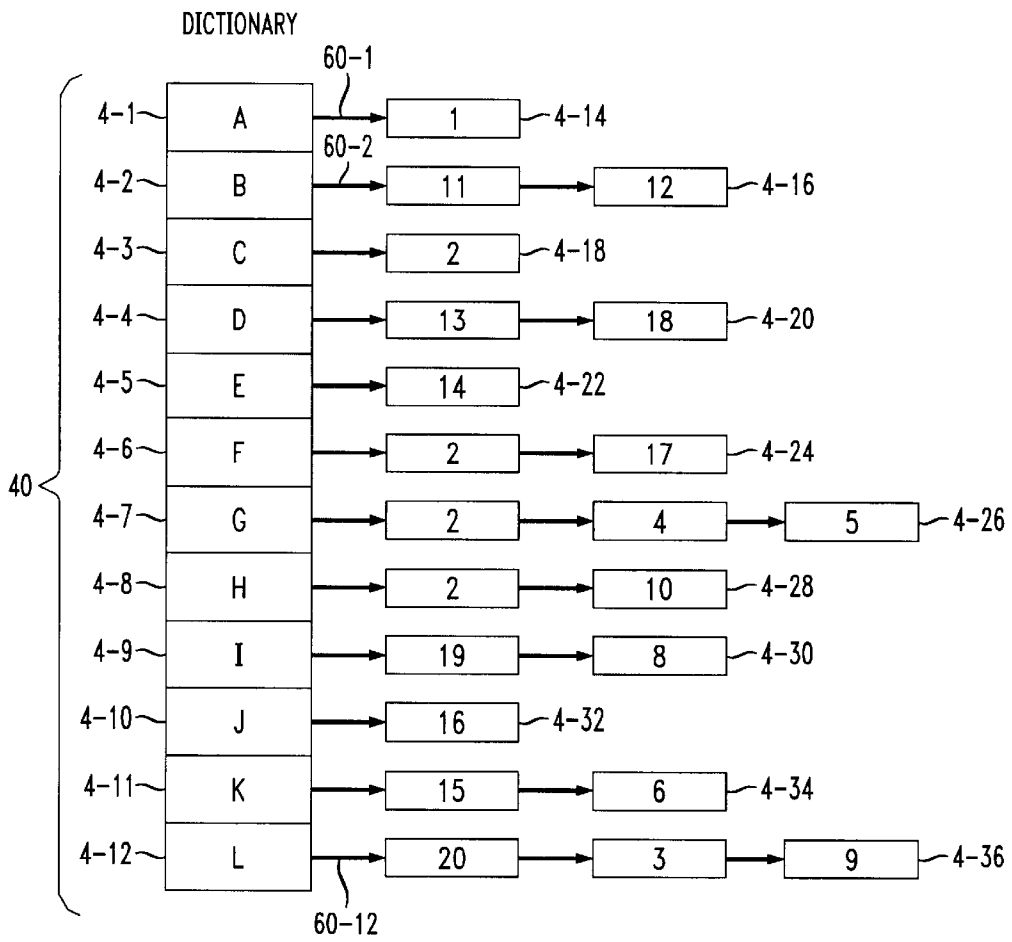 DICTIONARY
60-1
4-1 A 1 4-14
60-2
4-2 B 11 12 4-16
4-3 C 2 4-18
4-4 D 13 18 4-20
4-5 E 14 4-22
4-6 F 2 17 4-24
40
4-7 G 2 4 5 4-26
4-8 H 2 10 4-28
4-9 I 19 8 4-30
4-10 J 16 4-32
4-11 K 15 6 4-34
4-12 L 20 3 9 4-36
60-12